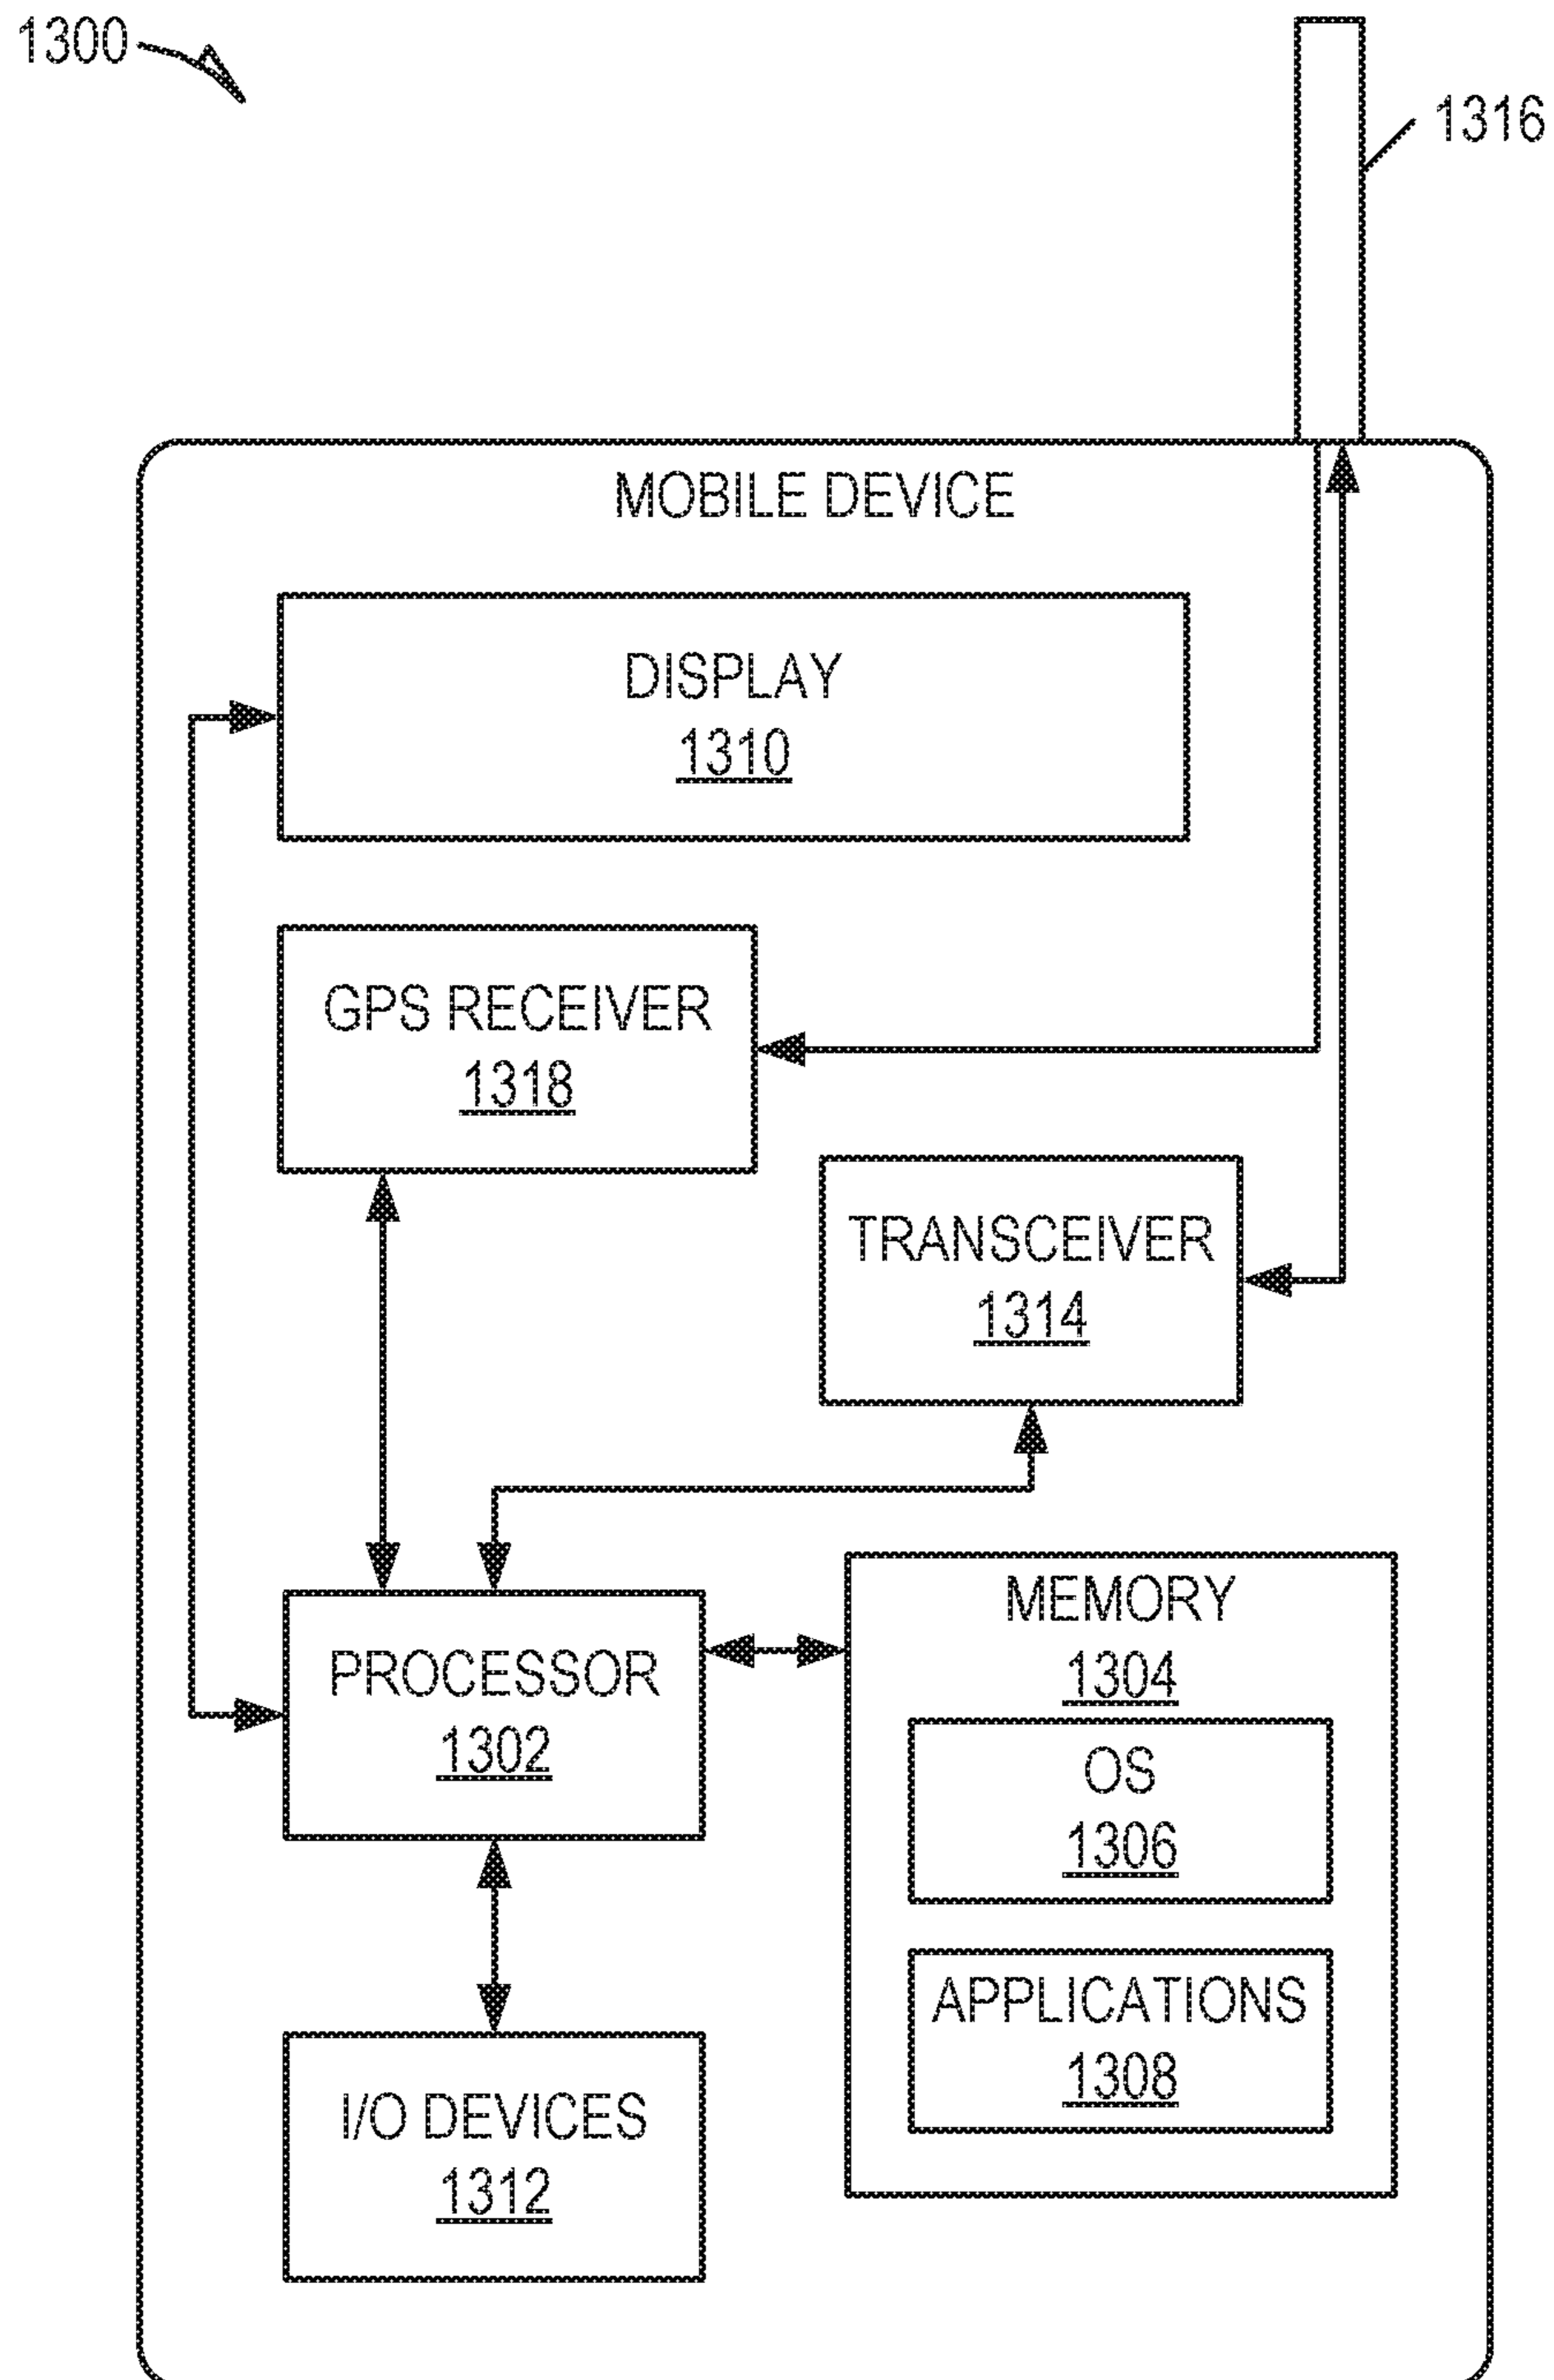 1300
1316
MOBILE DEVICE
DISPLAY
1310
GPS RECEIVER
1318
TRANSCEIVER
1314
PROCESSOR
1302
MEMORY
1304
OS
1306
APPLICATIONS
1308
I/O DEVICES
1312